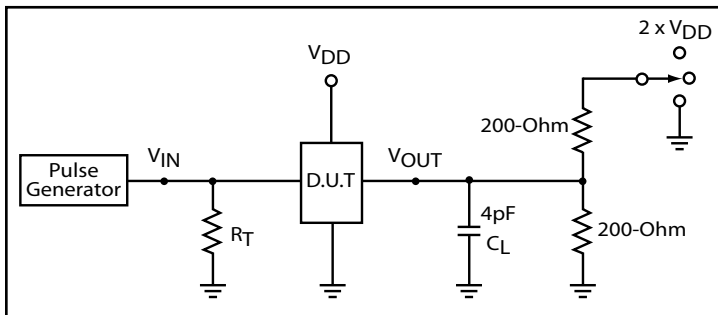 2 x VDD
VDD
200-Ohm
Pulse
Generator
VIN
D.U.T
VOUT
RT
4pF
CL
200-Ohm